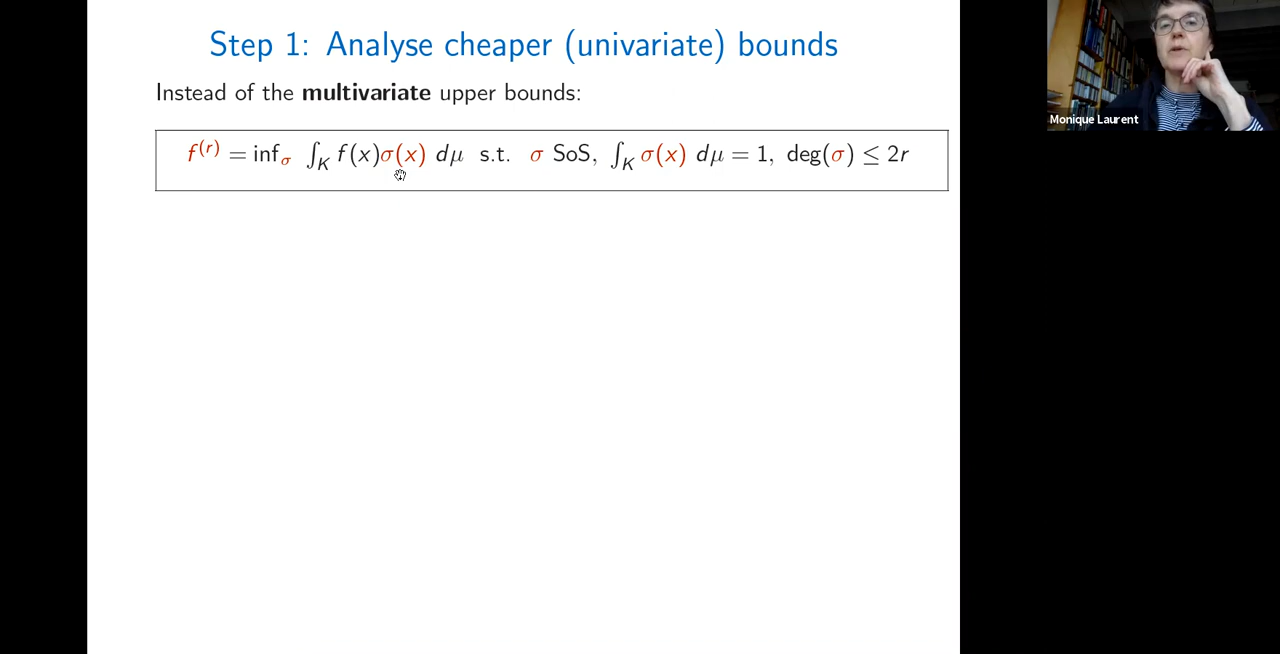 Step 1: Analyse cheaper (univariate) bounds
Instead of the multivariate upper bounds:
f^(r) = inf_σ ∫_K f(x)σ(x) dμ s.t. σ SoS, ∫_K σ(x) dμ = 1, deg(σ) ≤ 2r
Monique Laurent